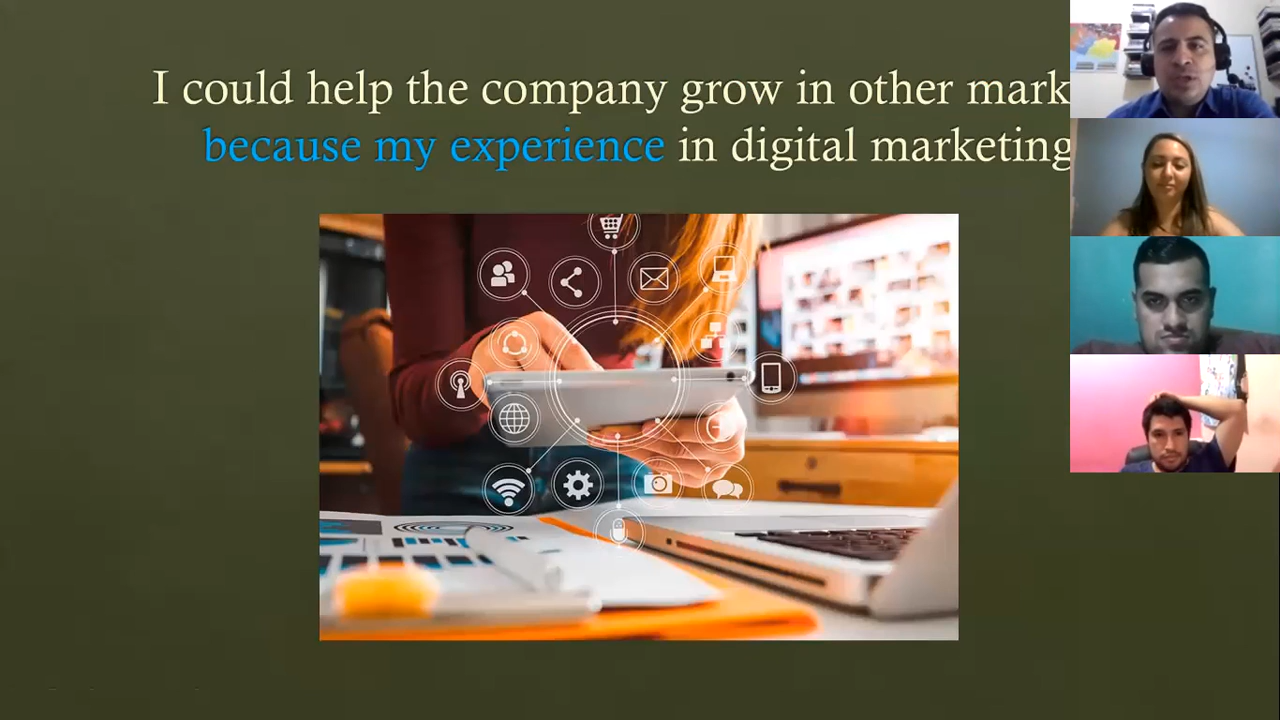 I could help the company grow in other mark
because my experience in digital marketing